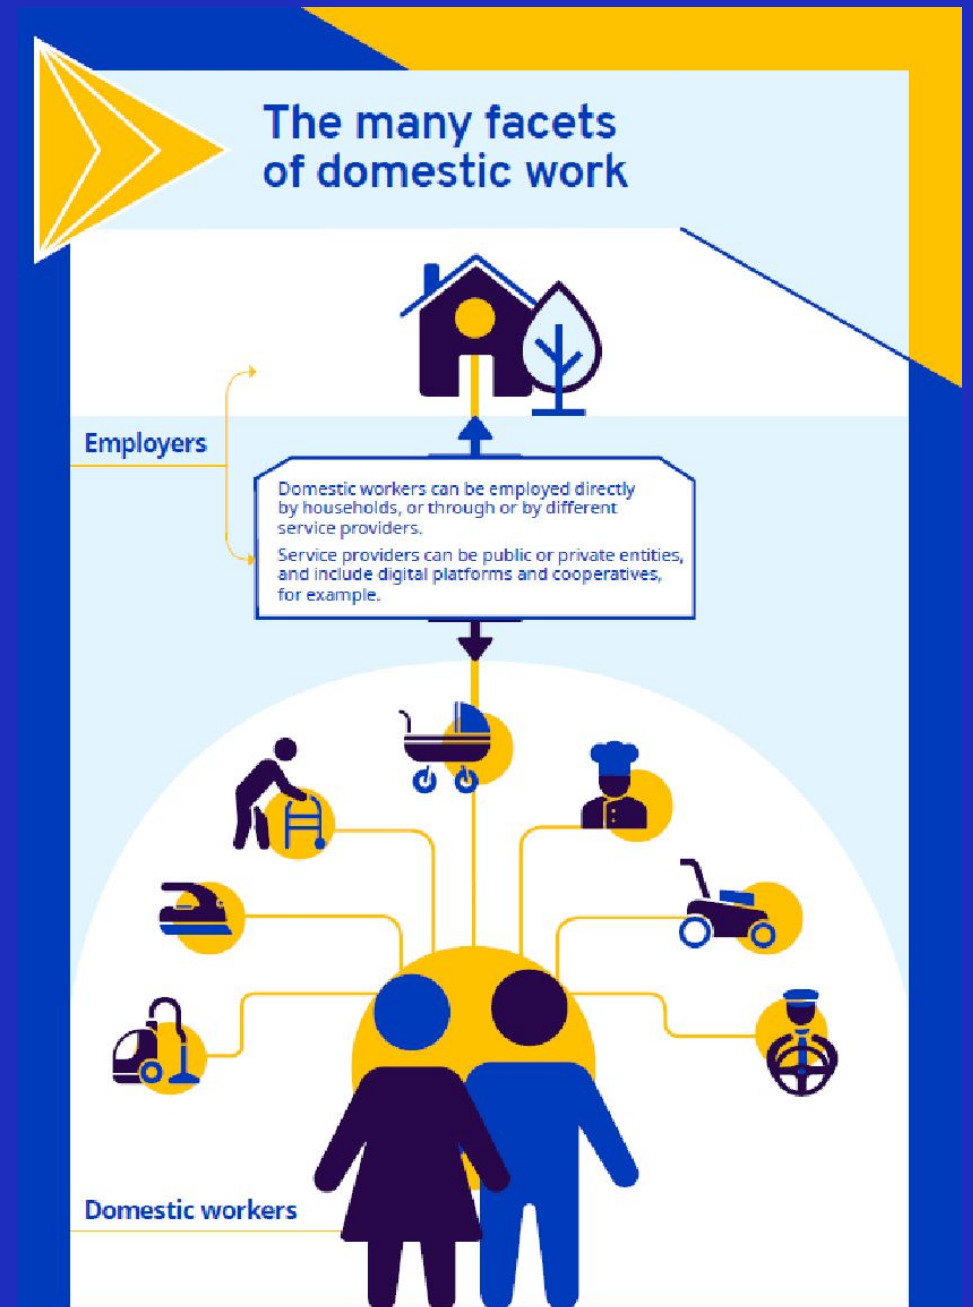 The many facets
of domestic work
Employers
Domestic workers can be employed directly
by households, or through or by different
service providers.
Service providers can be public or private entities,
and include digital platforms and cooperatives,
for example.
Domestic workers